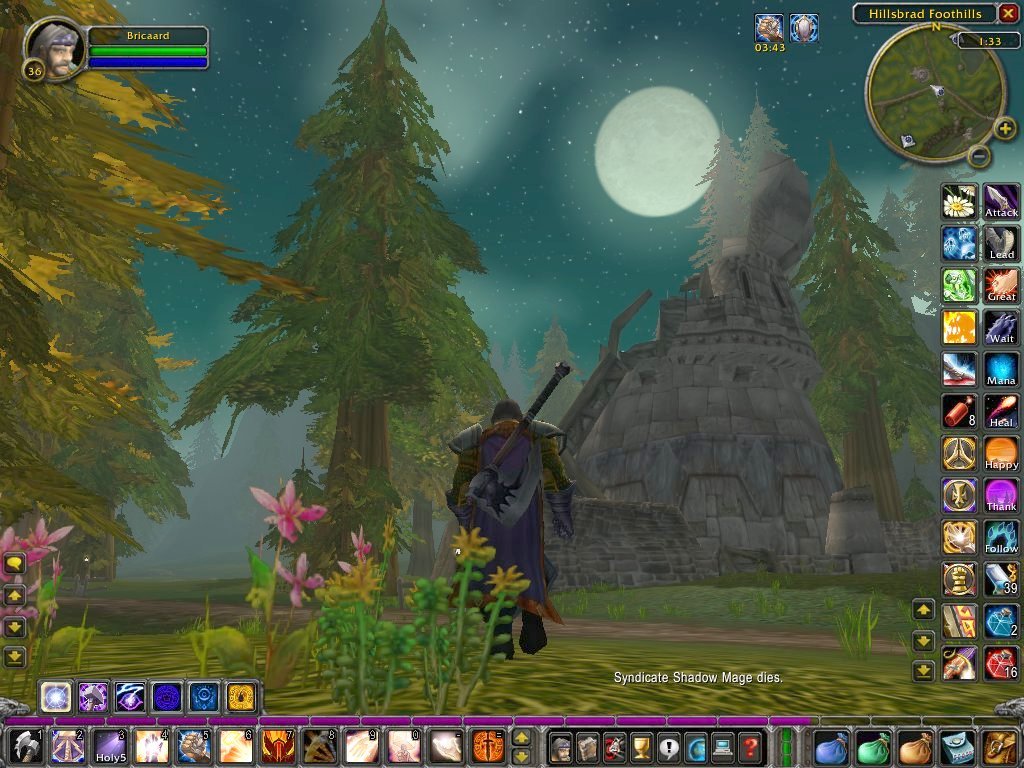 Hillsbrad Foothills
N
1:33
Bricaard
36
03:43
Attack
Lead
Great
Wait
Mana
8
Heal
Happy
Thank
Follow
39
2
16
Syndicate Shadow Mage dies.
1
2
3
4
5
6
7
8
9
0
-
=
Holy5